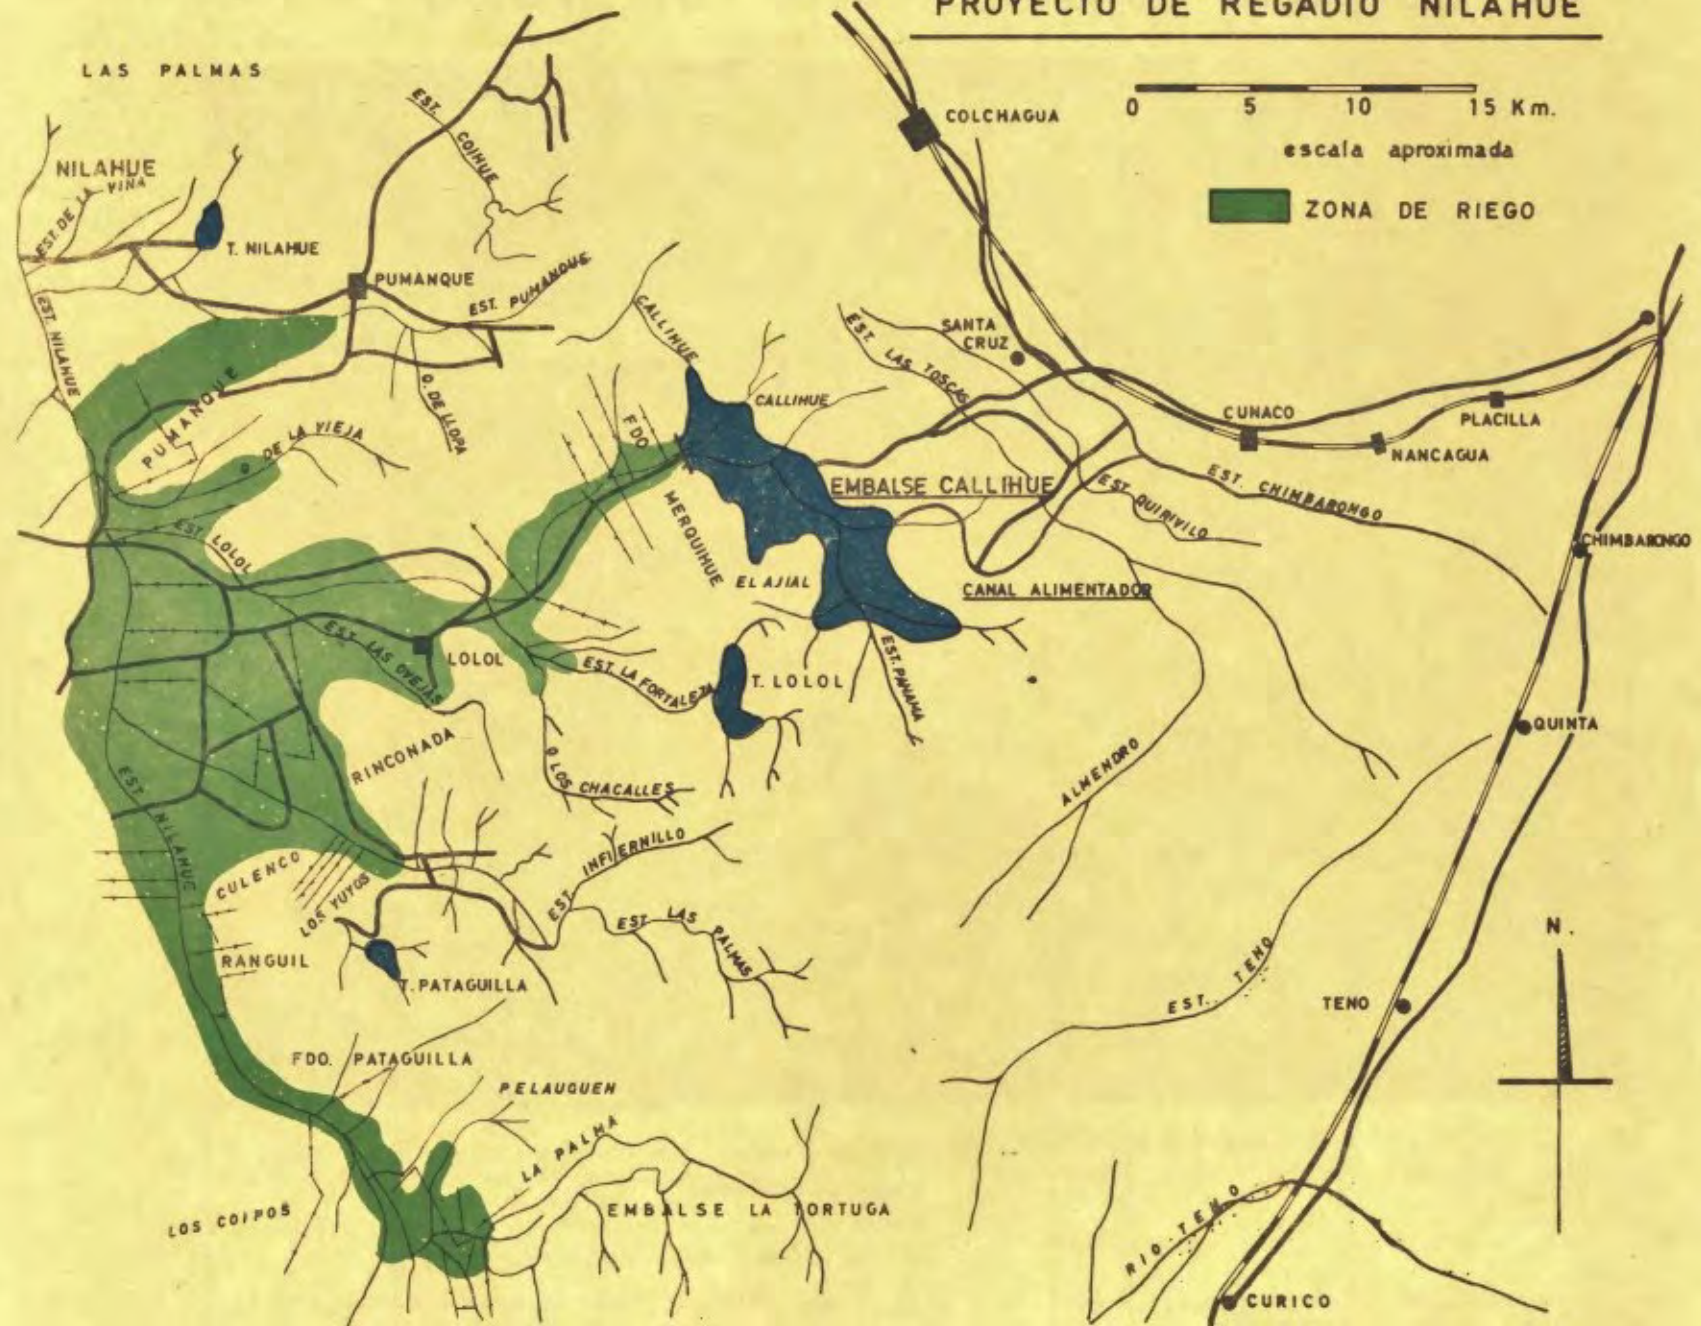 PROYECTO DE REGADIO NILAHUE
0 5 10 15 Km.
escala aproximada
ZONA DE RIEGO
LAS PALMAS
COLCHAGUA
EST. COIHUE
NILAHUE
EST. DE LA VIÑA
T. NILAHUE
PUMANQUE
EST. PUMANQUE
EST. NILAHUE
CALLIHUE
SANTA
CRUZ
EST. LAS TOSCAS
PUMANQUE
Q. DE LLOPA
Q. DE LA VIEJA
FDO
MERQUIHUE
CALLIHUE
CUNACO
PLACILLA
NANCAGUA
EMBALSE CALLIHUE
EST. CHIMBARONGO
EST. QUIRIVILO
EST. LOLOL
CHIMBARONGO
EL AJIAL
CANAL ALIMENTADOR
EST. LAS OVEJAS
LOLOL
EST. LA FORTALEZA
T. LOLOL
EST. PANAMA
QUINTA
RINCONADA
Q. LOS CHACALLES
ALMENDRO
EST. NILAHUE
EST. INFIERNILLO
CULENCO
LOS YUYOS
EST. LAS PALMAS
RANGUIL
T. PATAGUILLA
EST. TENO
TENO
N.
FDO. PATAGUILLA
PELAUQUEN
LA PALMA
LOS COIPOS
EMBALSE LA TORTUGA
RIO TENO
CURICO